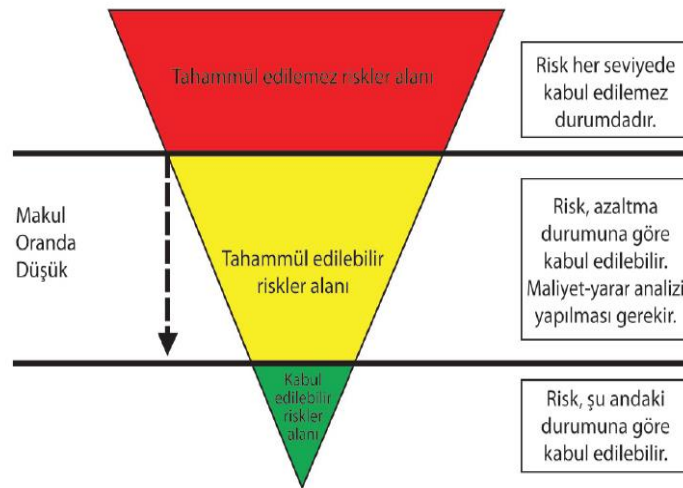 Tahammül edilemez riskler alanı
Risk her seviyede
kabul edilemez
durumdadır.
Makul
Oranda
Düşük
Tahammül edilebilir
riskler alanı
Risk, azaltma
durumuna göre
kabul edilebilir.
Maliyet-yarar analizi
yapılması gerekir.
Kabul
edilebilir
riskler
alanı
Risk, şu andaki
durumuna göre
kabul edilebilir.